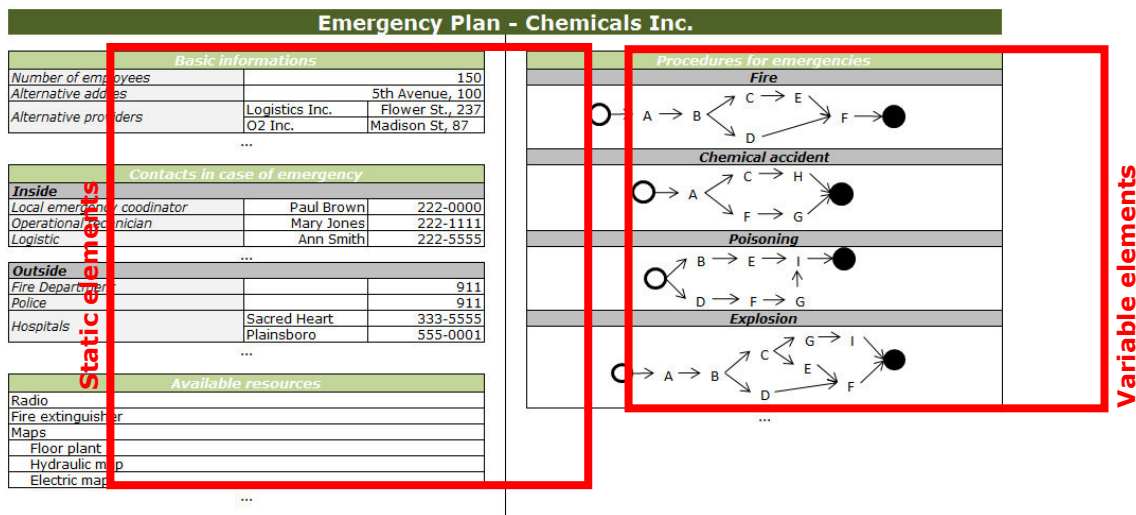 Emergency Plan - Chemicals Inc.
Basic informations
Number of employees 150
Alternative addres 5th Avenue, 100
Alternative providers Logistics Inc. Flower St., 237
O2 Inc. Madison St, 87
...
Contacts in case of emergency
Inside
Local emergency coodinator Paul Brown 222-0000
Operational technician Mary Jones 222-1111
Logistic Ann Smith 222-5555
...
Outside
Fire Department 911
Police 911
Hospitals Sacred Heart 333-5555
Plainsboro 555-0001
...
Available resources
Radio
Fire extinguisher
Maps
Floor plant
Hydraulic map
Electric map
...
Static elements
Procedures for emergencies
Fire
C E
A B F
D
Chemical accident
C H
A
F G
Poisoning
B E I
D F G
Explosion
G I
C
E
A B F
D
...
Variable elements